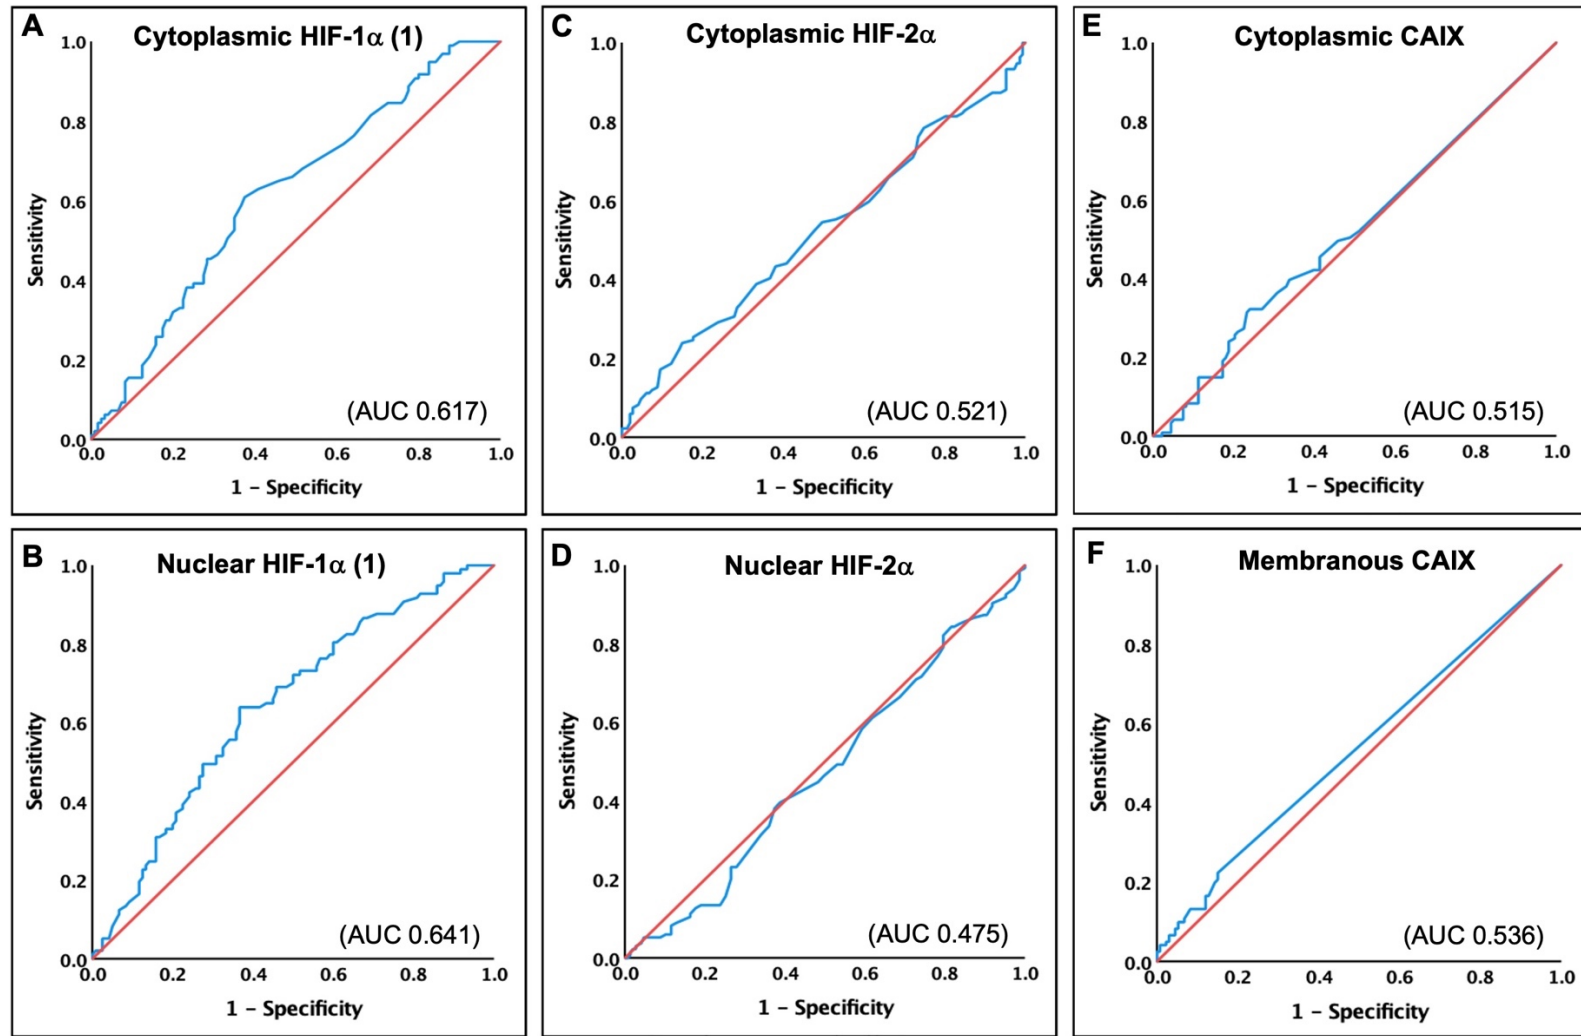 A
Cytoplasmic HIF-1α (1)
1.0
0.8
0.6
0.4
0.2
0.0
Sensitivity
(AUC 0.617)
0.0 0.2 0.4 0.6 0.8 1.0
1 – Specificity
C
Cytoplasmic HIF-2α
1.0
0.8
0.6
0.4
0.2
0.0
Sensitivity
(AUC 0.521)
0.0 0.2 0.4 0.6 0.8 1.0
1 – Specificity
E
Cytoplasmic CAIX
1.0
0.8
0.6
0.4
0.2
0.0
Sensitivity
(AUC 0.515)
0.0 0.2 0.4 0.6 0.8 1.0
1 – Specificity
B
Nuclear HIF-1α (1)
1.0
0.8
0.6
0.4
0.2
0.0
Sensitivity
(AUC 0.641)
0.0 0.2 0.4 0.6 0.8 1.0
1 – Specificity
D
Nuclear HIF-2α
1.0
0.8
0.6
0.4
0.2
0.0
Sensitivity
(AUC 0.475)
0.0 0.2 0.4 0.6 0.8 1.0
1 – Specificity
F
Membranous CAIX
1.0
0.8
0.6
0.4
0.2
0.0
Sensitivity
(AUC 0.536)
0.0 0.2 0.4 0.6 0.8 1.0
1 – Specificity